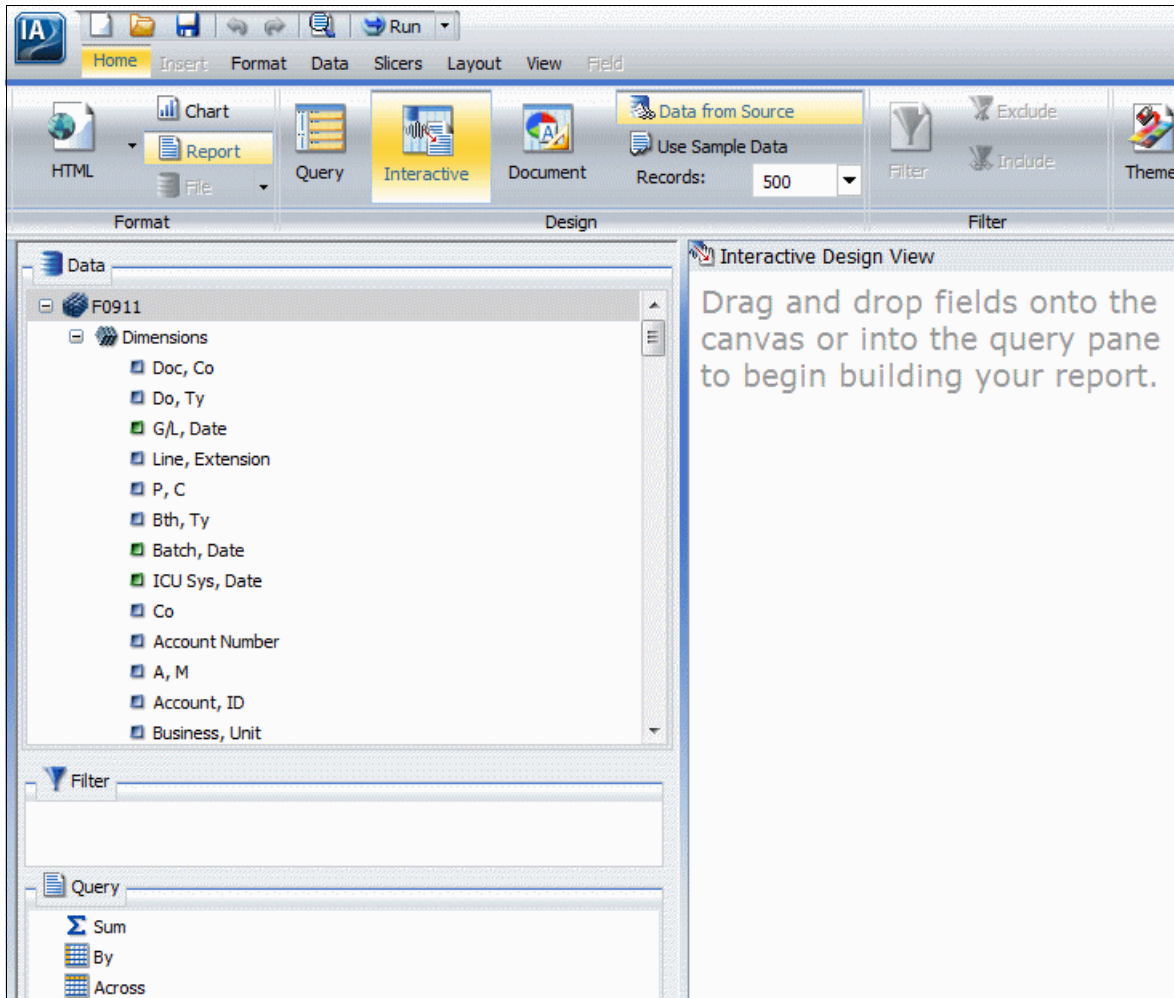 IA
Run
Home Insert Format Data Slicers Layout View Field
HTML
Chart
Report
File
Format
Query
Interactive
Document
Data from Source
Use Sample Data
Records: 500
Design
Filter
Exclude
Include
Filter
Theme
Data
F0911
Dimensions
Doc, Co
Do, Ty
G/L, Date
Line, Extension
P, C
Bth, Ty
Batch, Date
ICU Sys, Date
Co
Account Number
A, M
Account, ID
Business, Unit
Filter
Query
Sum
By
Across
Interactive Design View
Drag and drop fields onto the
canvas or into the query pane
to begin building your report.